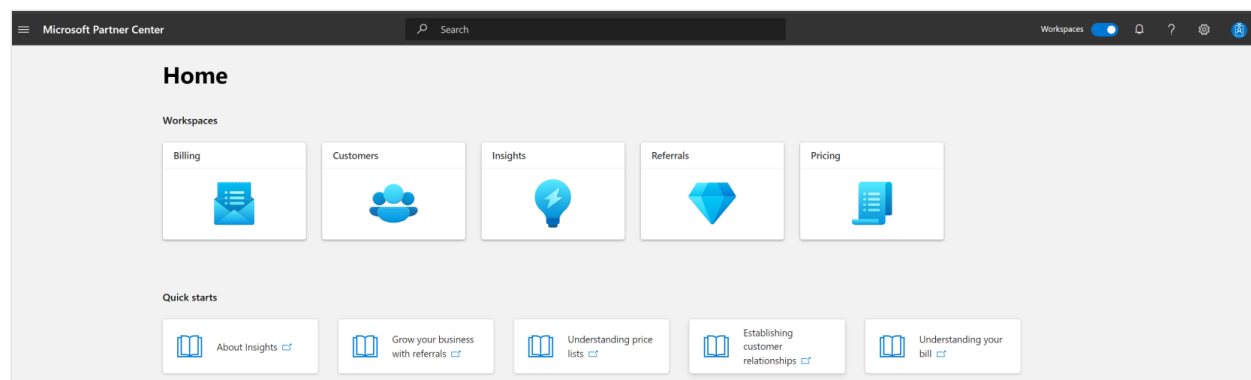 Microsoft Partner Center
Search
Workspaces
?
Home
Workspaces
Billing
Customers
Insights
Referrals
Pricing
Quick starts
About Insights
Grow your business
with referrals
Understanding price
lists
Establishing
customer
relationships
Understanding your
bill